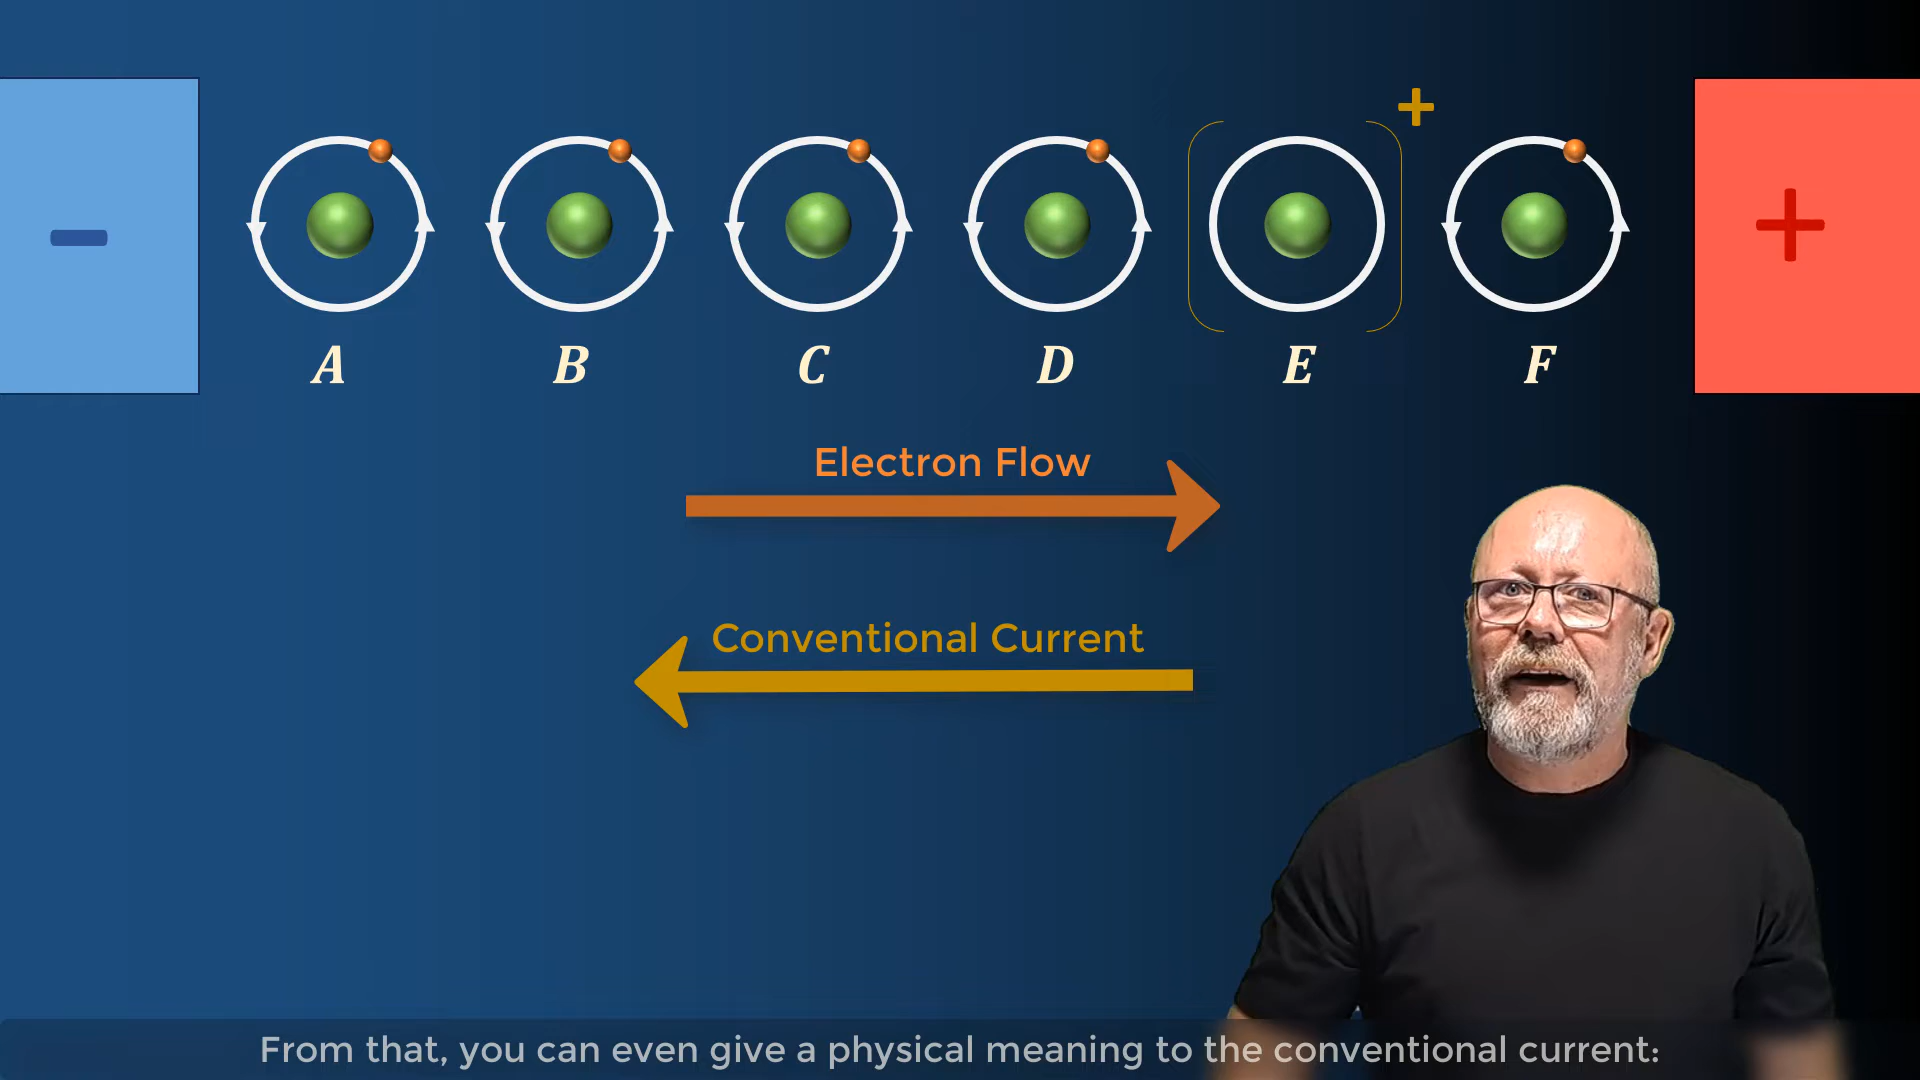 -
+
+
A B C D E F
Electron Flow
Conventional Current
From that, you can even give a physical meaning to the conventional current: